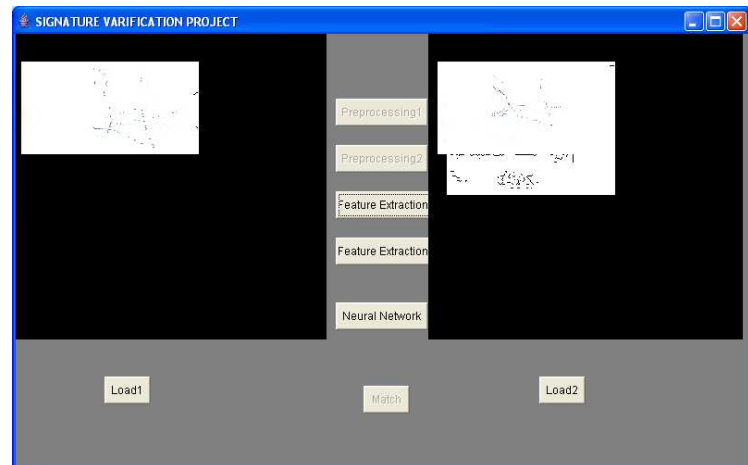 SIGNATURE VARIFICATION PROJECT
Preprocessing1
Preprocessing2
Feature Extraction
Feature Extraction
Neural Network
Load1
Match
Load2